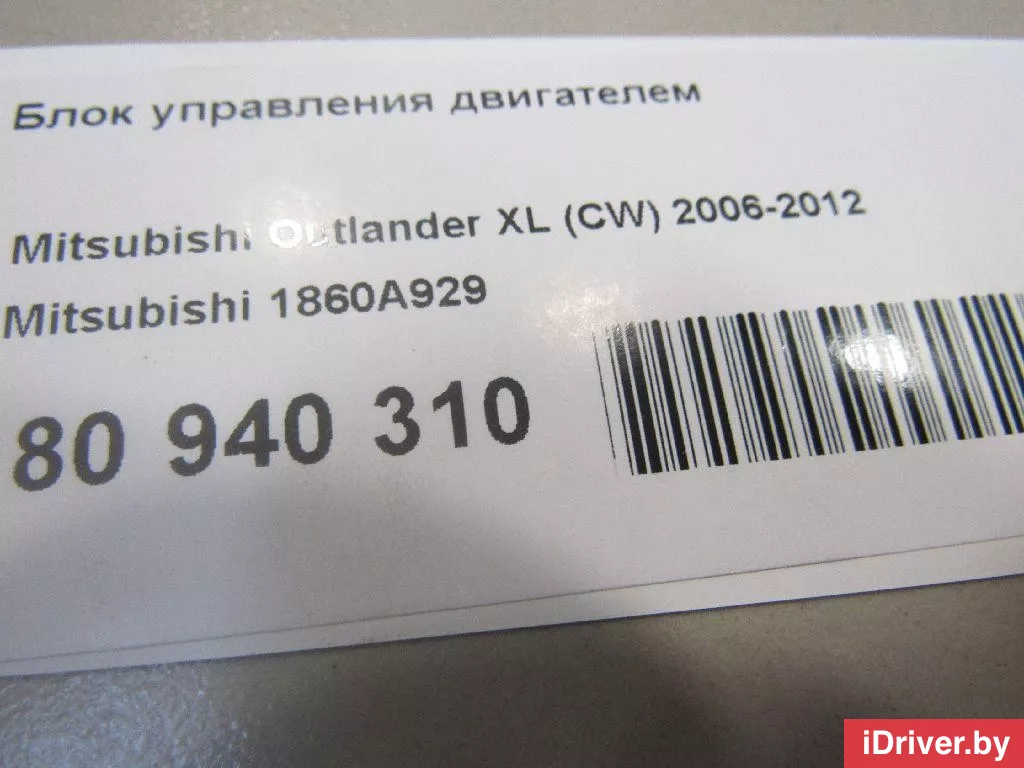 Блок управления двигателем
Mitsubishi Outlander XL (CW) 2006-2012
Mitsubishi 1860A929
80 940 310
iDriver.by